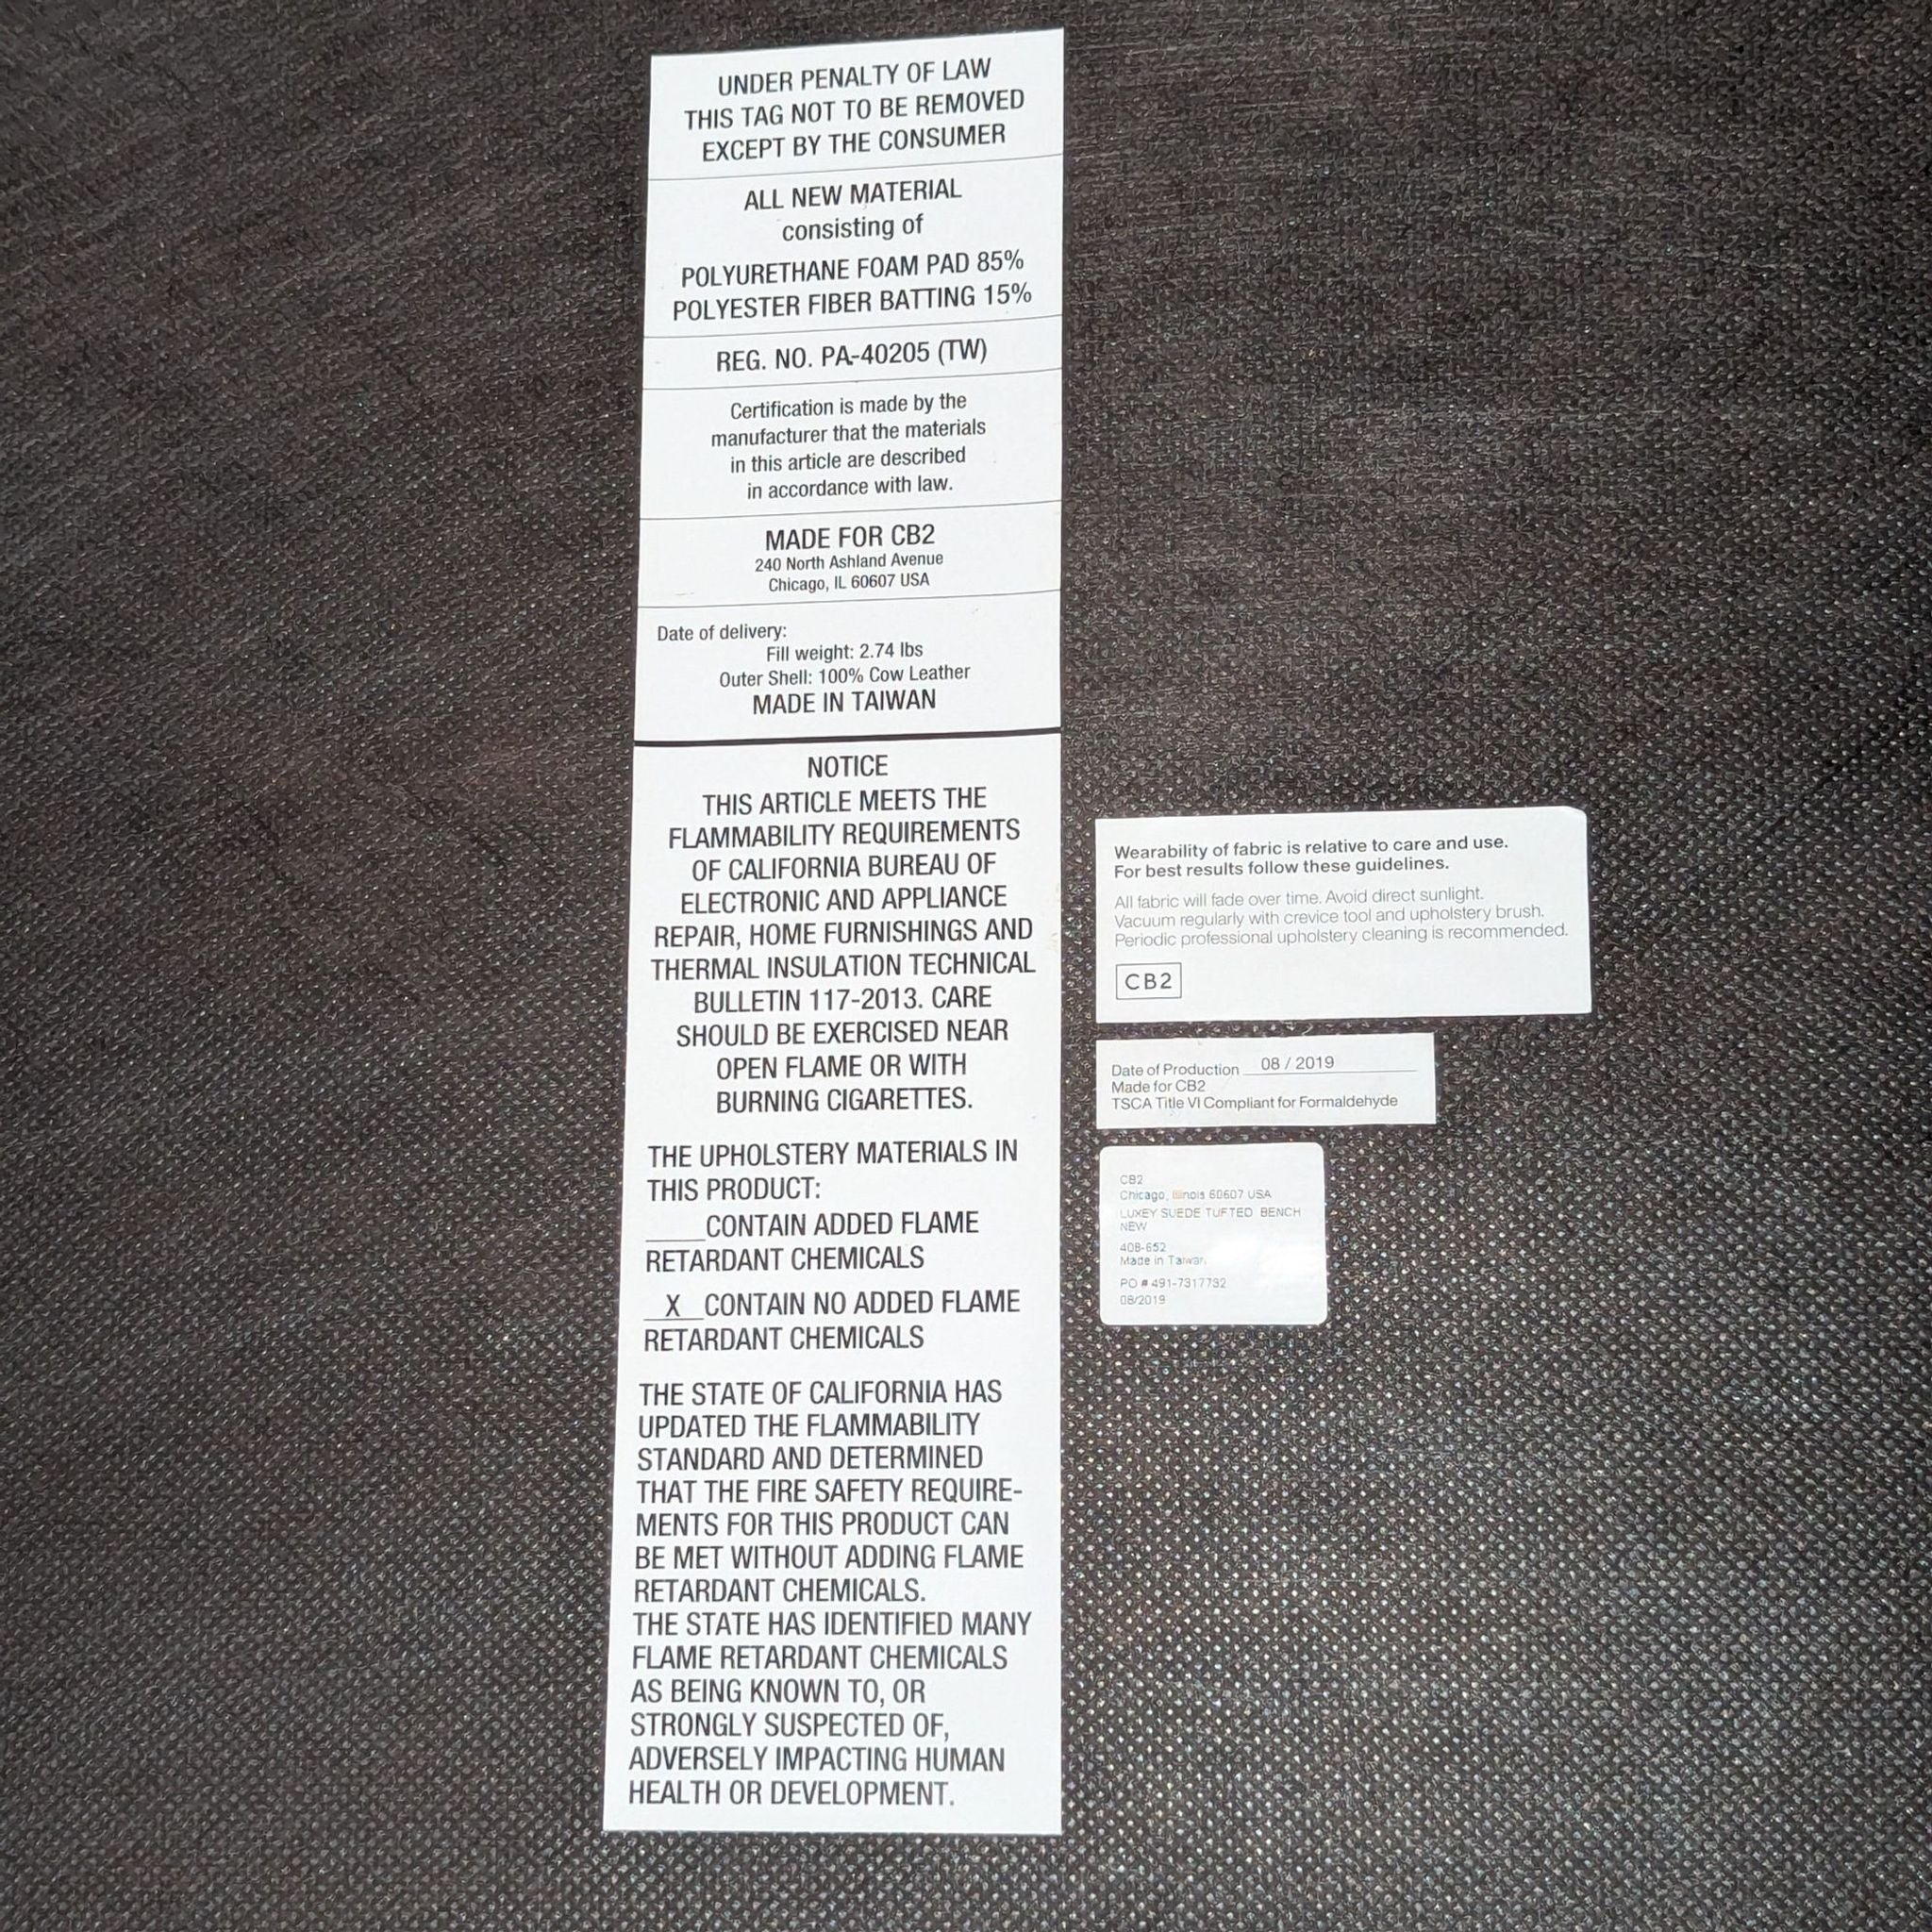 UNDER PENALTY OF LAW
THIS TAG NOT TO BE REMOVED
EXCEPT BY THE CONSUMER
ALL NEW MATERIAL
consisting of
POLYURETHANE FOAM PAD 85%
POLYESTER FIBER BATTING 15%
REG. NO. PA-40205 (TW)
Certification is made by the
manufacturer that the materials
in this article are described
in accordance with law.
MADE FOR CB2
240 North Ashland Avenue
Chicago, IL 60607 USA
Date of delivery:
Fill weight: 2.74 lbs
Outer Shell: 100% Cow Leather
MADE IN TAIWAN
NOTICE
THIS ARTICLE MEETS THE
FLAMMABILITY REQUIREMENTS
OF CALIFORNIA BUREAU OF
ELECTRONIC AND APPLIANCE
REPAIR, HOME FURNISHINGS AND
THERMAL INSULATION TECHNICAL
BULLETIN 117-2013. CARE
SHOULD BE EXERCISED NEAR
OPEN FLAME OR WITH
BURNING CIGARETTES.
THE UPHOLSTERY MATERIALS IN
THIS PRODUCT:
____CONTAIN ADDED FLAME
RETARDANT CHEMICALS
_X_CONTAIN NO ADDED FLAME
RETARDANT CHEMICALS
THE STATE OF CALIFORNIA HAS
UPDATED THE FLAMMABILITY
STANDARD AND DETERMINED
THAT THE FIRE SAFETY REQUIRE-
MENTS FOR THIS PRODUCT CAN
BE MET WITHOUT ADDING FLAME
RETARDANT CHEMICALS.
THE STATE HAS IDENTIFIED MANY
FLAME RETARDANT CHEMICALS
AS BEING KNOWN TO, OR
STRONGLY SUSPECTED OF,
ADVERSELY IMPACTING HUMAN
HEALTH OR DEVELOPMENT.
Wearability of fabric is relative to care and use.
For best results follow these guidelines.
All fabric will fade over time. Avoid direct sunlight.
Vacuum regularly with crevice tool and upholstery brush.
Periodic professional upholstery cleaning is recommended.
CB2
Date of Production 08 / 2019
Made for CB2
TSCA Title VI Compliant for Formaldehyde
CB2
Chicago, Illinois 60607 USA
LUXEY SUEDE TUFTED BENCH
NEW
408-652
Made in Taiwan
PO # 491-7317732
08/2019